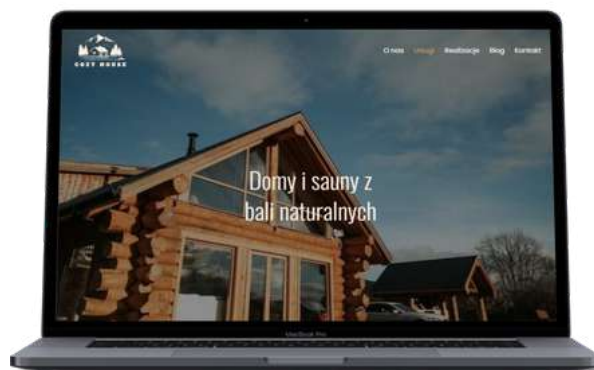 COZY HOUSE
O nas Usługi Realizacje Blog Kontakt
Domy i sauny z
bali naturalnych
MacBook Pro